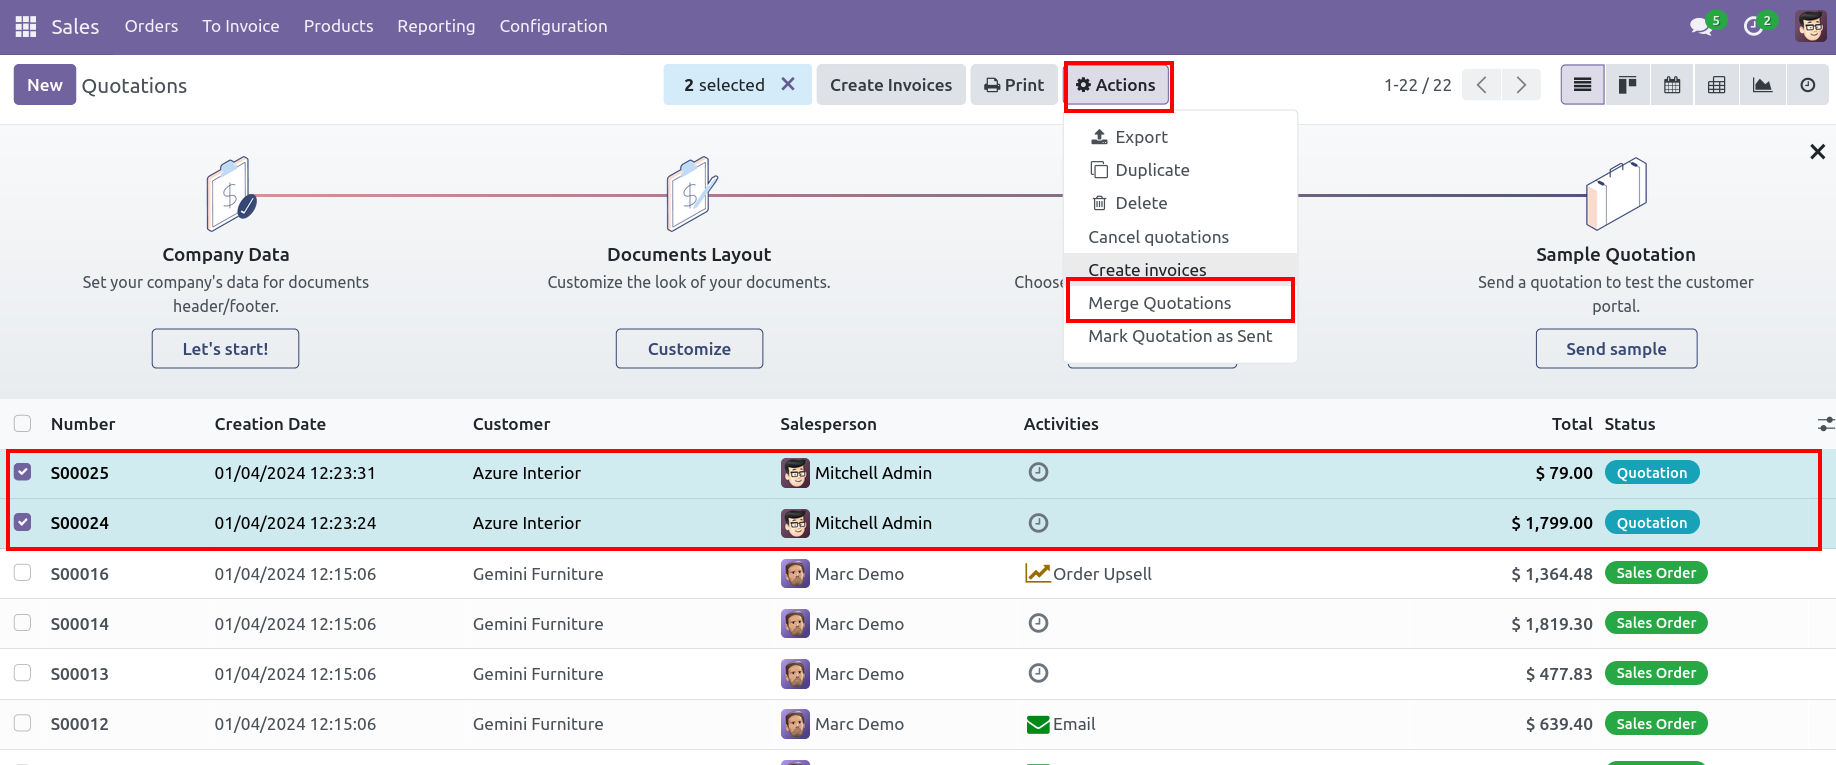 Sales Orders To Invoice Products Reporting Configuration 5 2
New Quotations 2 selected Create Invoices Print Actions 1-22 / 22
Export
Duplicate
Delete
Cancel quotations
Create invoices
Merge Quotations
Mark Quotation as Sent
Company Data
Set your company's data for documents
header/footer.
Let's start!
Documents Layout
Customize the look of your documents.
Customize
Choose
Sample Quotation
Send a quotation to test the customer
portal.
Send sample
Number Creation Date Customer Salesperson Activities Total Status
S00025 01/04/2024 12:23:31 Azure Interior Mitchell Admin $ 79.00 Quotation
S00024 01/04/2024 12:23:24 Azure Interior Mitchell Admin $ 1,799.00 Quotation
S00016 01/04/2024 12:15:06 Gemini Furniture Marc Demo Order Upsell $ 1,364.48 Sales Order
S00014 01/04/2024 12:15:06 Gemini Furniture Marc Demo $ 1,819.30 Sales Order
S00013 01/04/2024 12:15:06 Gemini Furniture Marc Demo $ 477.83 Sales Order
S00012 01/04/2024 12:15:06 Gemini Furniture Marc Demo Email $ 639.40 Sales Order